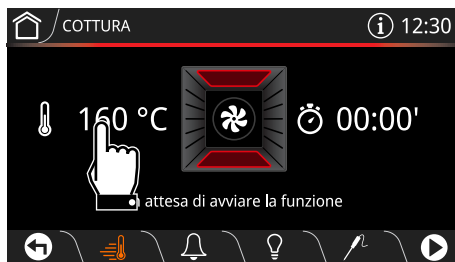 COTTURA
i 12:30
160 °C
00:00'
attesa di avviare la funzione